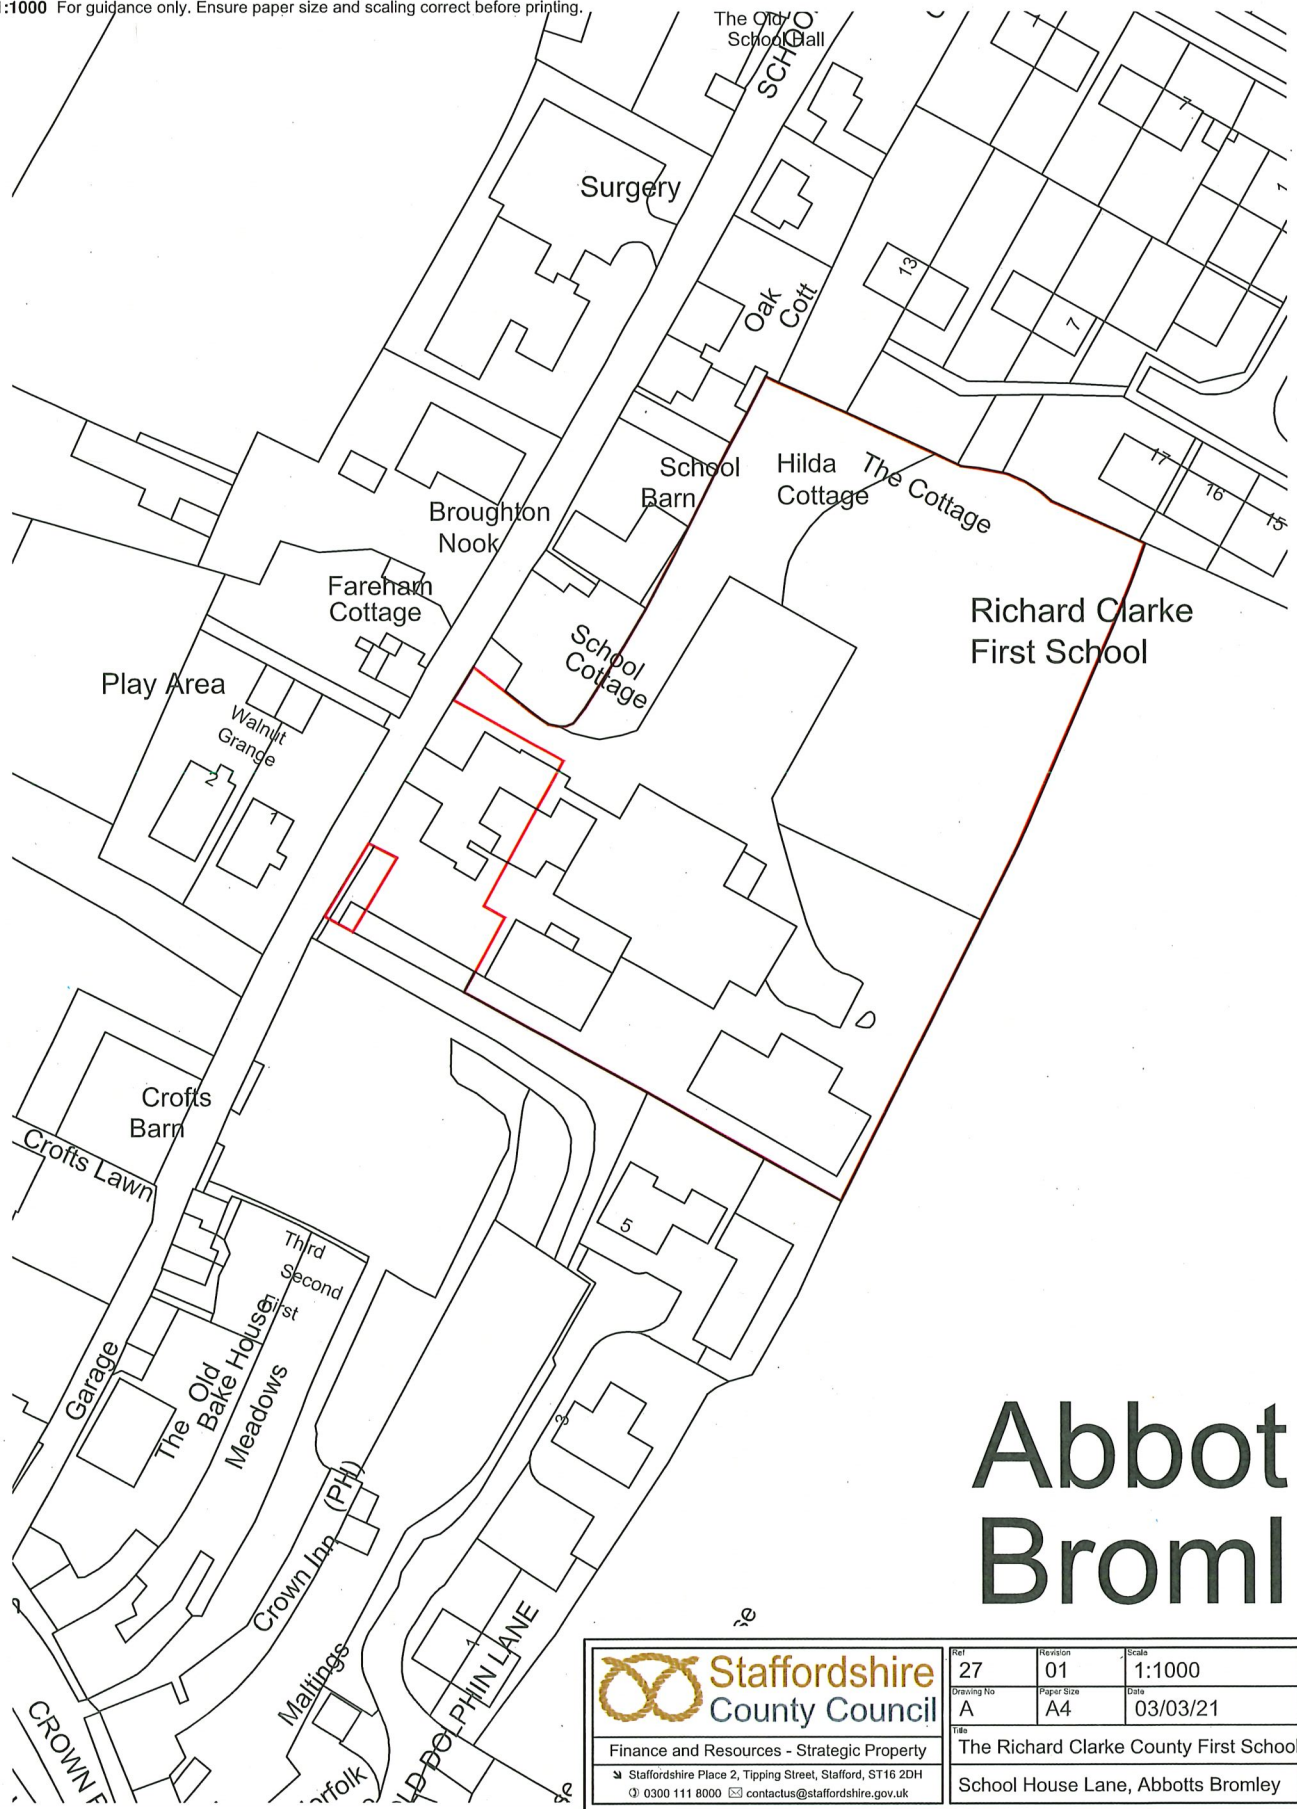 :1000 For guidance only. Ensure paper size and scaling correct before printing.
The Old
School Hall
SCHOO
1
7
1
Surgery
13
7
Oak
Cott
School
Barn
Hilda
Cottage
The Cottage
17
16
15
Broughton
Nook
Fareham
Cottage
School
Cottage
Richard Clarke
First School
Play Area
Walnut
Grange
2
1
Crofts
Barn
Crofts Lawn
5
Third
Second
First
Garage
The Old
Bake House
Meadows
3
Crown Inn (PH)
Maltings
1
OLD DOLPHIN LANE
CROWN
orfolk
se
Abbot
Broml
Staffordshire
County Council
Finance and Resources - Strategic Property
Staffordshire Place 2, Tipping Street, Stafford, ST16 2DH
0300 111 8000 contactus@staffordshire.gov.uk
Ref
27
Revision
01
Scale
1:1000
Drawing No
A
Paper Size
A4
Date
03/03/21
Title
The Richard Clarke County First School
School House Lane, Abbotts Bromley